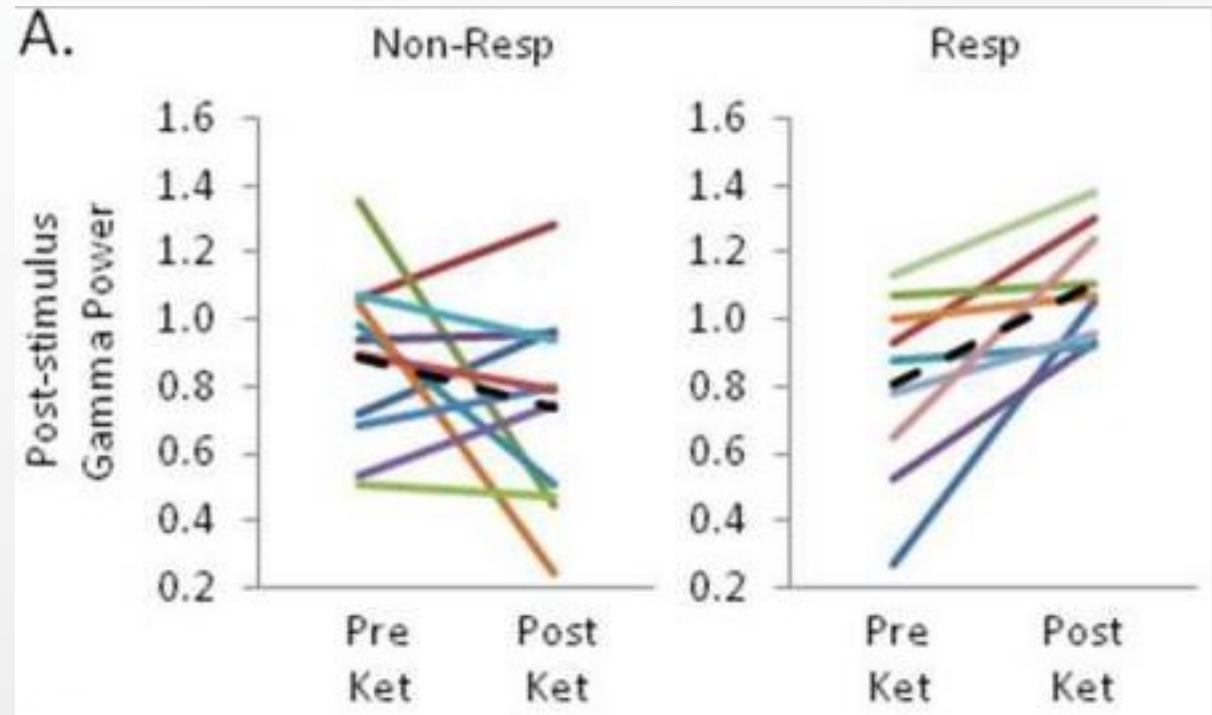 A.
Non-Resp
Resp
Post-stimulus
Gamma Power
1.6
1.4
1.2
1.0
0.8
0.6
0.4
0.2
Pre
Ket
Post
Ket
1.6
1.4
1.2
1.0
0.8
0.6
0.4
0.2
Pre
Ket
Post
Ket